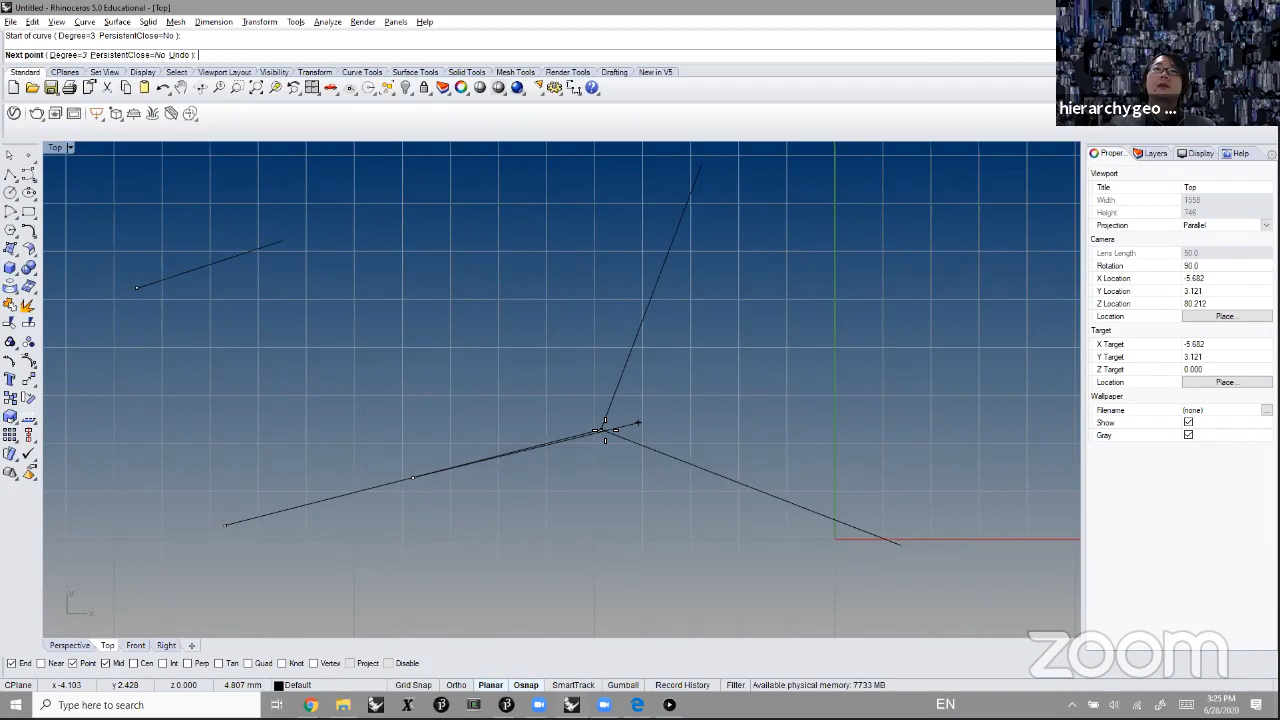 Untitled - Rhinoceros 5.0 Educational - [Top]
File Edit View Curve Surface Solid Mesh Dimension Transform Tools Analyze Render Panels Help
Start of curve ( Degree=3 PersistentClose=No ):
Next point ( Degree=3 PersistentClose=No Undo ):
Standard CPlanes Set View Display Select Viewport Layout Visibility Transform Curve Tools Surface Tools Solid Tools Mesh Tools Render Tools Drafting New in V5
hierarchygeo ...
Top
Proper... Layers Display Help
Viewport
Title Top
Width 1558
Height 746
Projection Parallel
Camera
Lens Length 50.0
Rotation 90.0
X Location -5.682
Y Location 3.121
Z Location 80.212
Location Place...
Target
X Target -5.682
Y Target 3.121
Z Target 0.000
Location Place...
Wallpaper
Filename (none) ...
Show
Gray
y
x
Perspective Top Front Right
zoom
End Near Point Mid Cen Int Perp Tan Quad Knot Vertex Project Disable
CPlane x -4.103 y 2.428 z 0.000 4.807 mm Default Grid Snap Ortho Planar Osnap SmartTrack Gumball Record History Filter Available physical memory: 7733 MB
Type here to search
EN
3:25 PM
6/28/2020